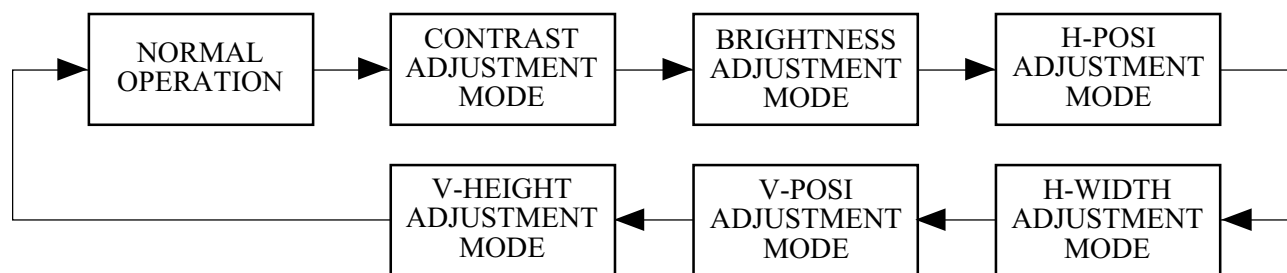 NORMAL
OPERATION
CONTRAST
ADJUSTMENT
MODE
BRIGHTNESS
ADJUSTMENT
MODE
H-POSI
ADJUSTMENT
MODE
V-HEIGHT
ADJUSTMENT
MODE
V-POSI
ADJUSTMENT
MODE
H-WIDTH
ADJUSTMENT
MODE